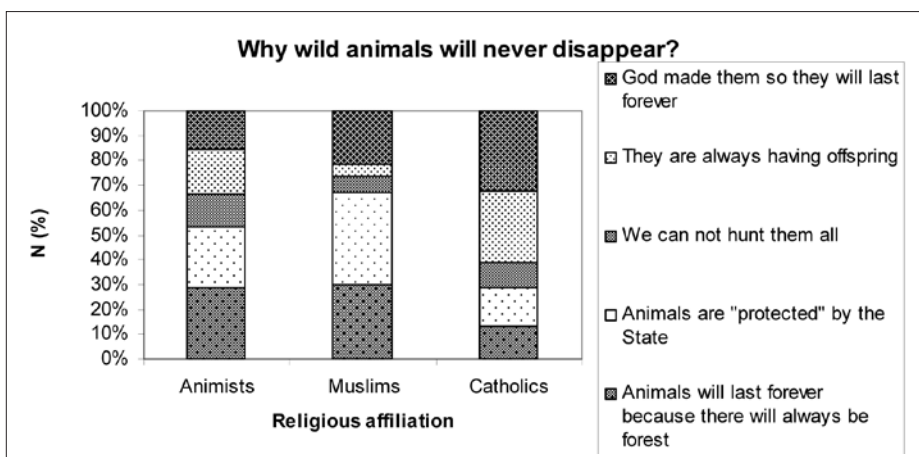 Why wild animals will never disappear?
100%
90%
80%
70%
60%
50%
40%
30%
20%
10%
0%
N (%)
Animists Muslims Catholics
Religious affiliation
God made them so they will last
forever
They are always having offspring
We can not hunt them all
Animals are "protected" by the
State
Animals will last forever
because there will always be
forest